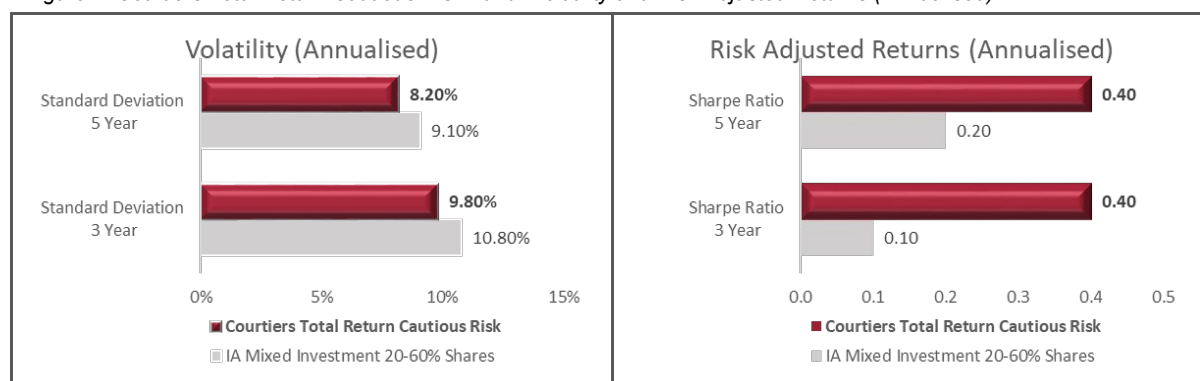 Volatility (Annualised)
Standard Deviation
5 Year
8.20%
9.10%
Standard Deviation
3 Year
9.80%
10.80%
0%
5%
10%
15%
Courtiers Total Return Cautious Risk
IA Mixed Investment 20-60% Shares
Risk Adjusted Returns (Annualised)
Sharpe Ratio
5 Year
0.40
0.20
Sharpe Ratio
3 Year
0.40
0.10
0.0
0.1
0.2
0.3
0.4
0.5
Courtiers Total Return Cautious Risk
IA Mixed Investment 20-60% Shares